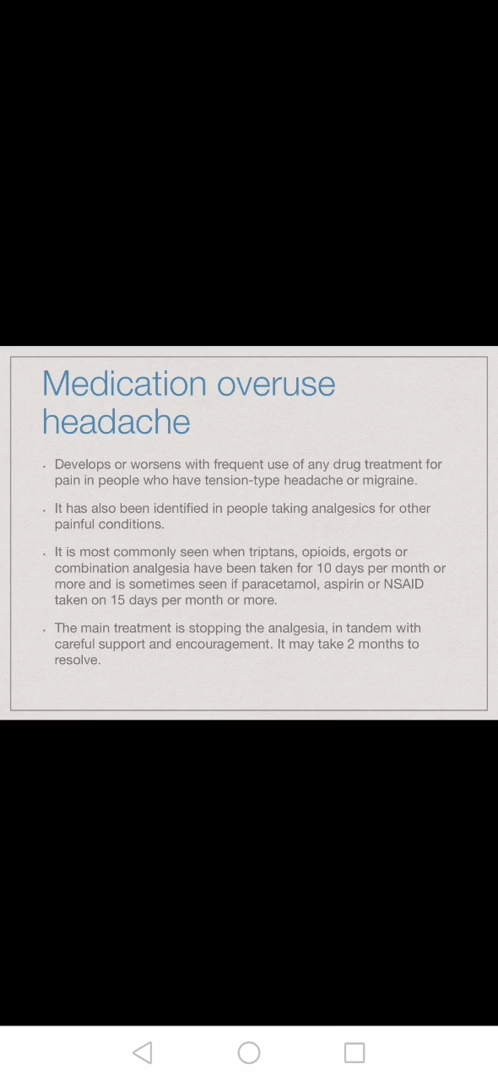 Medication overuse
headache
· Develops or worsens with frequent use of any drug treatment for
pain in people who have tension-type headache or migraine.
· It has also been identified in people taking analgesics for other
painful conditions.
· It is most commonly seen when triptans, opioids, ergots or
combination analgesia have been taken for 10 days per month or
more and is sometimes seen if paracetamol, aspirin or NSAID
taken on 15 days per month or more.
· The main treatment is stopping the analgesia, in tandem with
careful support and encouragement. It may take 2 months to
resolve.